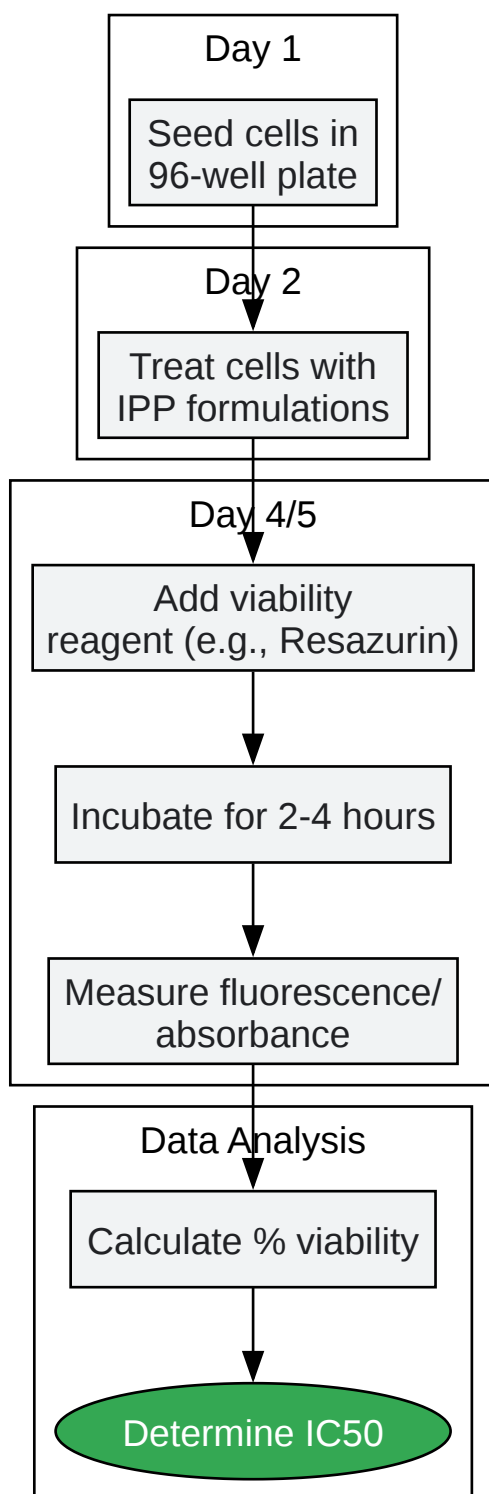 Day 1
Seed cells in
96-well plate
Day 2
Treat cells with
IPP formulations
Day 4/5
Add viability
reagent (e.g., Resazurin)
Incubate for 2-4 hours
Measure fluorescence/
absorbance
Data Analysis
Calculate % viability
Determine IC50